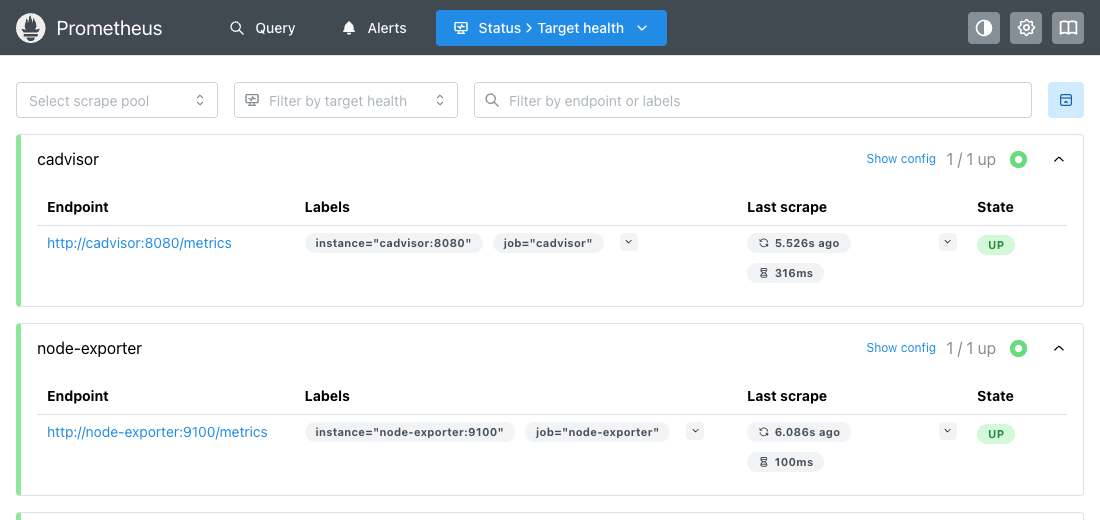 Prometheus Query Alerts Status > Target health
Select scrape pool Filter by target health Filter by endpoint or labels
cadvisor Show config 1 / 1 up
Endpoint Labels Last scrape State
http://cadvisor:8080/metrics instance="cadvisor:8080" job="cadvisor" 5.526s ago UP
316ms
node-exporter Show config 1 / 1 up
Endpoint Labels Last scrape State
http://node-exporter:9100/metrics instance="node-exporter:9100" job="node-exporter" 6.086s ago UP
100ms